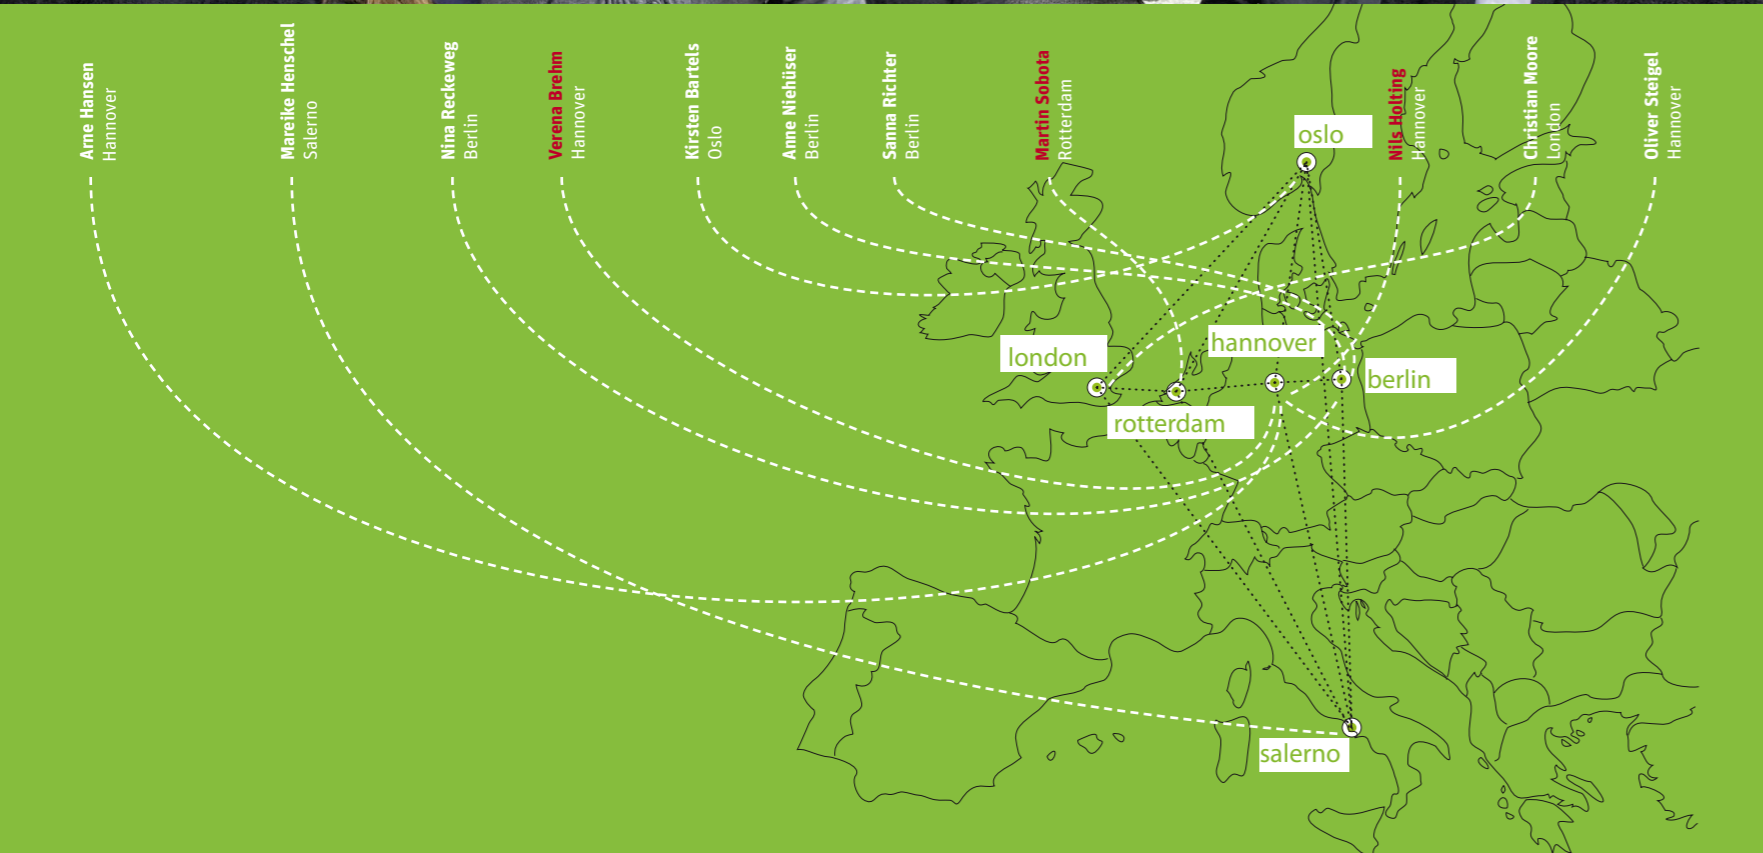 Arne Hansen
Hannover
Mareike Henschel
Salerno
Nina Reckeweg
Berlin
Verena Brehm
Hannover
Kirsten Bartels
Oslo
Anne Niehüser
Berlin
Sanna Richter
Berlin
Martin Sobota
Rotterdam
Nils Holting
Hannover
Christian Moore
London
Oliver Steigel
Hannover
oslo
london
hannover
berlin
rotterdam
salerno